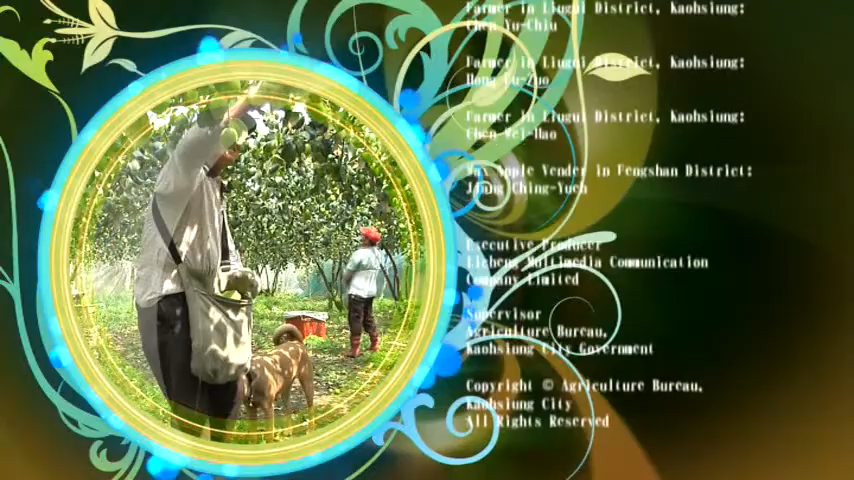 Farmer in Liugui District, Kaohsiung:
Chen Yu-Chiu
Farmer in Liugui District, Kaohsiung:
Hong Fu-Zuo
Farmer in Liugui District, Kaohsiung:
Chen Wei-Hao
Wax Apple Vender in Fengshan District:
Jiang Ching-Yueh
Executive Producer
Lizheng Multimedia Communication
Company Limited
Supervisor
Agriculture Bureau,
Kaohsiung City Government
Copyright © Agriculture Bureau,
Kaohsiung City
All Rights Reserved